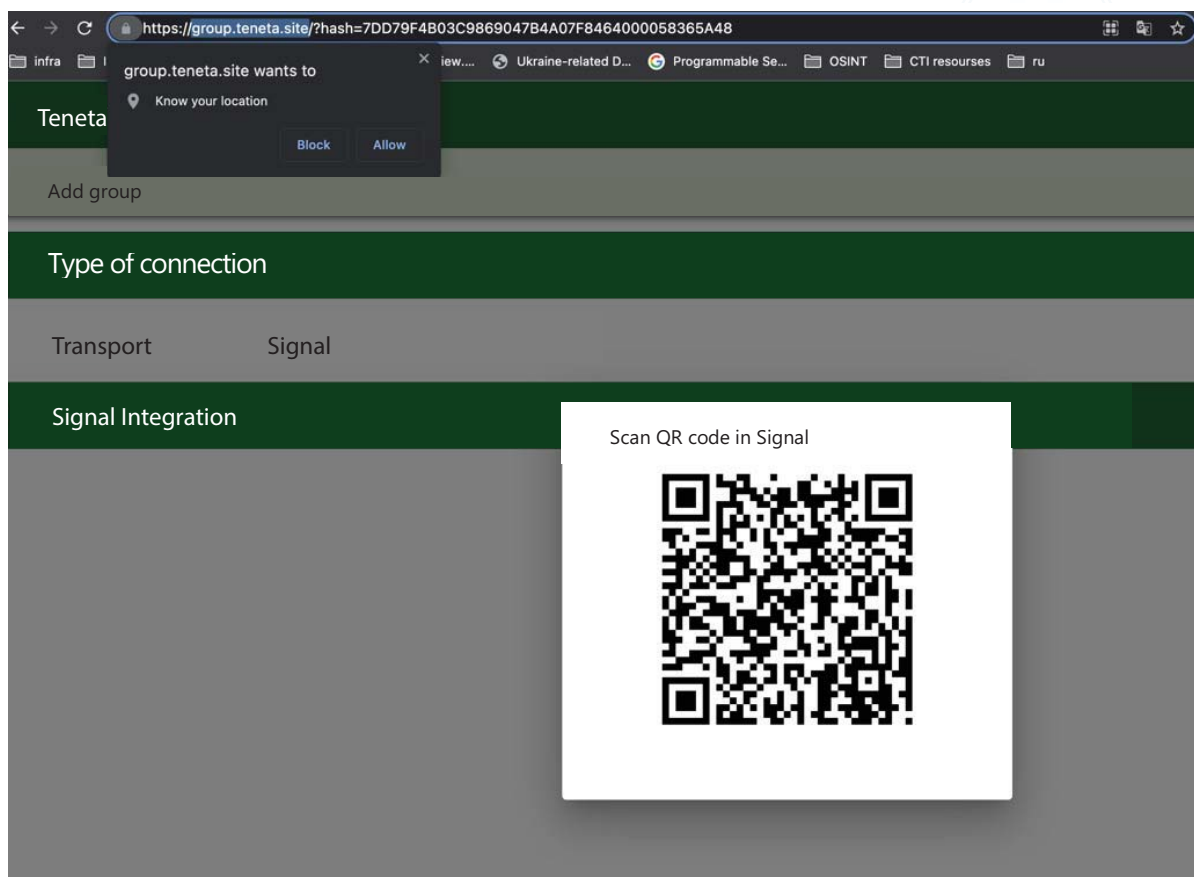 https://group.teneta.site/?hash=7DD79F4B03C9869047B4A07F8464000058365A48
infra
iew....
Ukraine-related D...
Programmable Se...
OSINT
CTI resourses
ru
group.teneta.site wants to
Know your location
Block
Allow
Teneta
Add group
Type of connection
Transport
Signal
Signal Integration
Scan QR code in Signal